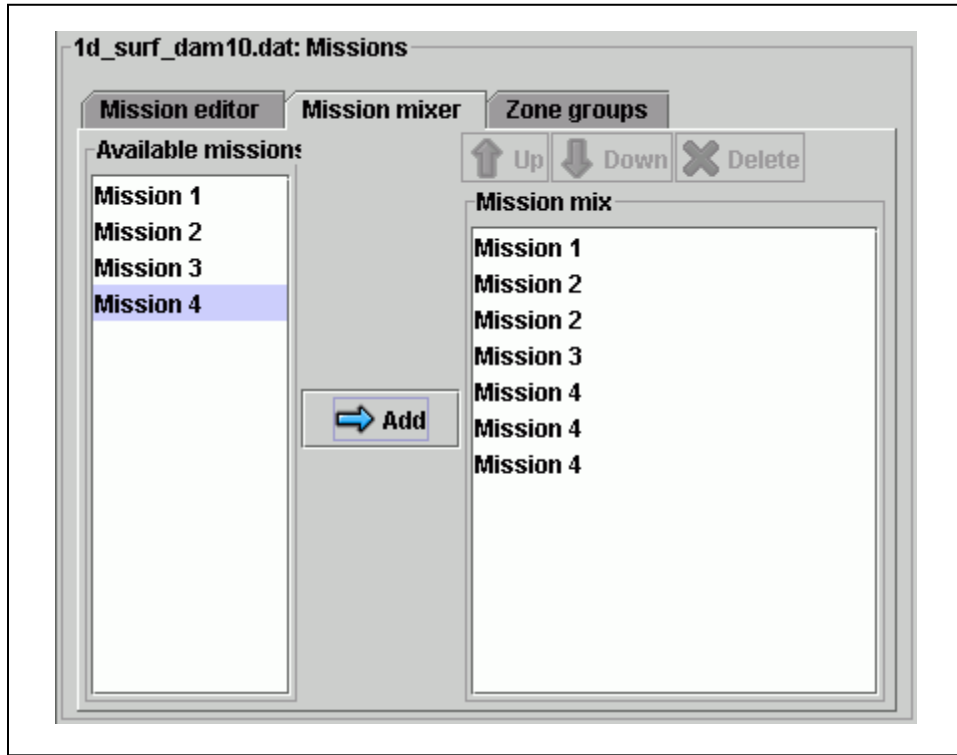 1d_surf_dam10.dat: Missions
Mission editor Mission mixer Zone groups
Available missions
Mission 1
Mission 2
Mission 3
Mission 4
Add
Up Down Delete
Mission mix
Mission 1
Mission 2
Mission 2
Mission 3
Mission 4
Mission 4
Mission 4